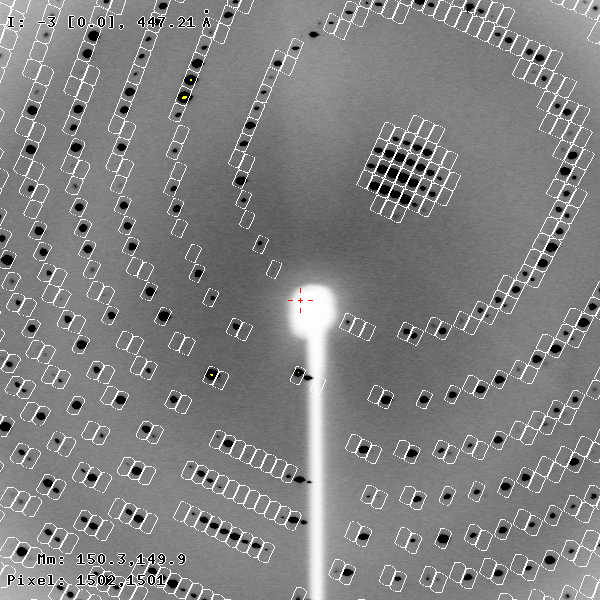 I: -3 [0.0], 447.21 Å
Mm: 150.3,149.9
Pixel: 1502,1501